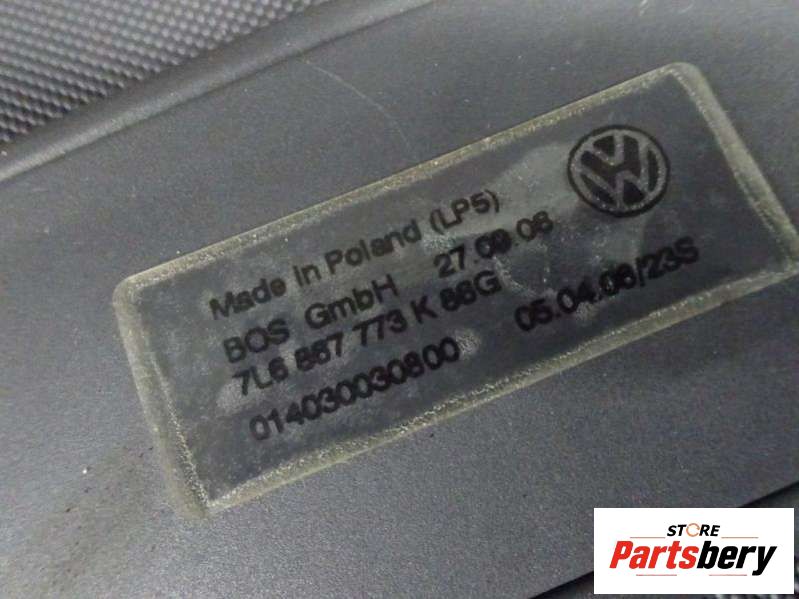 Made in Poland (LP5)
BOS GmbH 27.09.06
7L6 867 773 K 88G
014030030800 05.04.06/23S
STORE
Partsbery